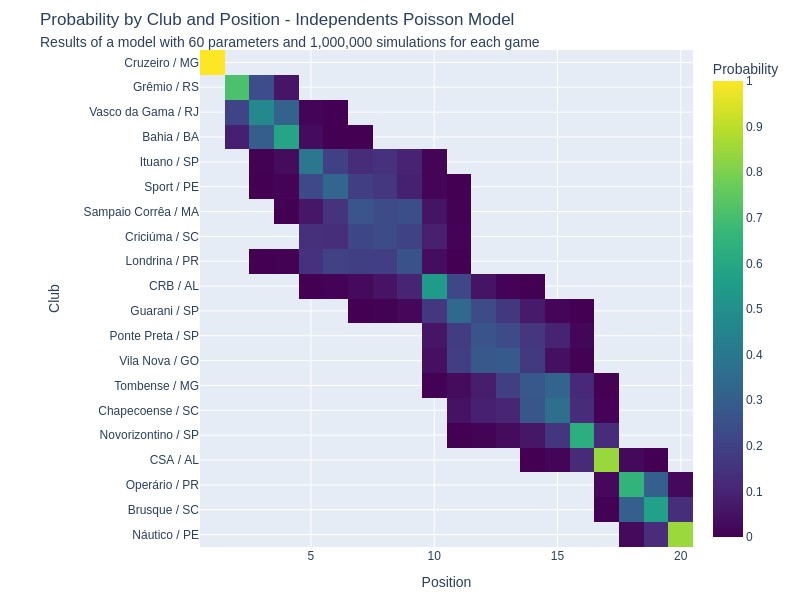 Probability by Club and Position - Independents Poisson Model
Results of a model with 60 parameters and 1,000,000 simulations for each game
Probability
Club
Cruzeiro / MG
Grêmio / RS
Vasco da Gama / RJ
Bahia / BA
Ituano / SP
Sport / PE
Sampaio Corrêa / MA
Criciúma / SC
Londrina / PR
CRB / AL
Guarani / SP
Ponte Preta / SP
Vila Nova / GO
Tombense / MG
Chapecoense / SC
Novorizontino / SP
CSA / AL
Operário / PR
Brusque / SC
Náutico / PE
1
0.9
0.8
0.7
0.6
0.5
0.4
0.3
0.2
0.1
0
5
10
15
20
Position